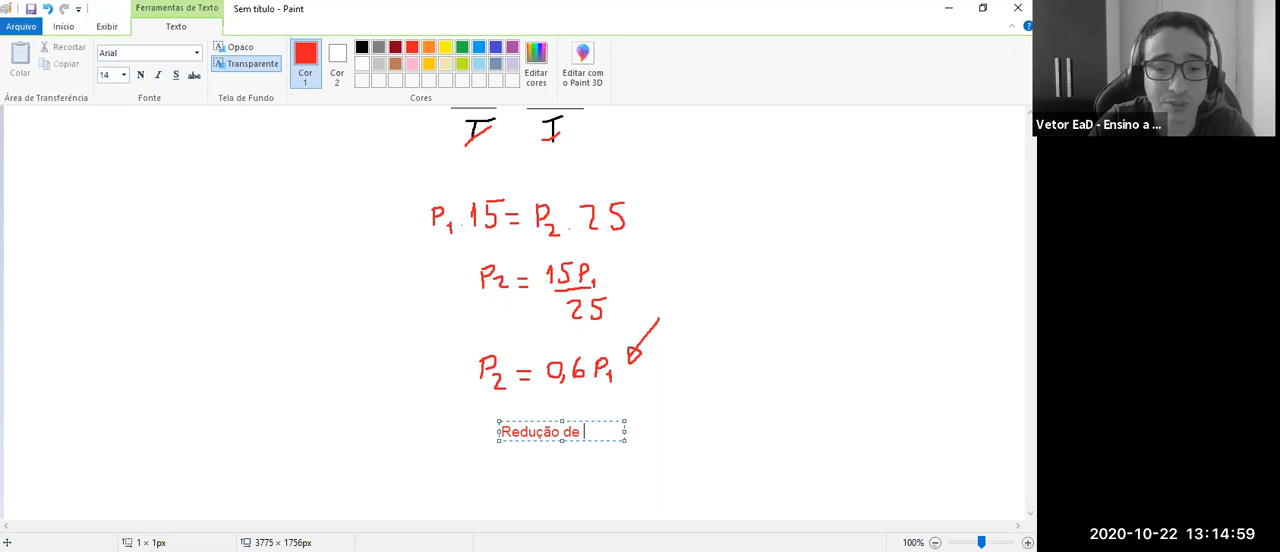 Ferramentas de Texto
Sem título - Paint
Arquivo
Início
Exibir
Texto
Colar
Recortar
Copiar
Área de Transferência
Arial
14
N I S abc
Fonte
Opaco
Transparente
Tela de Fundo
Cor 1
Cor 2
Editar cores
Editar com o Paint 3D
Cores
T I
P₁ . 15 = P₂ . 25
P₂ = 15P₁
25
P₂ = 0,6 P₁
Redução de
Vetor EaD - Ensino a ...
2020-10-22 13:14:59
1 × 1px
3775 × 1756px
100%